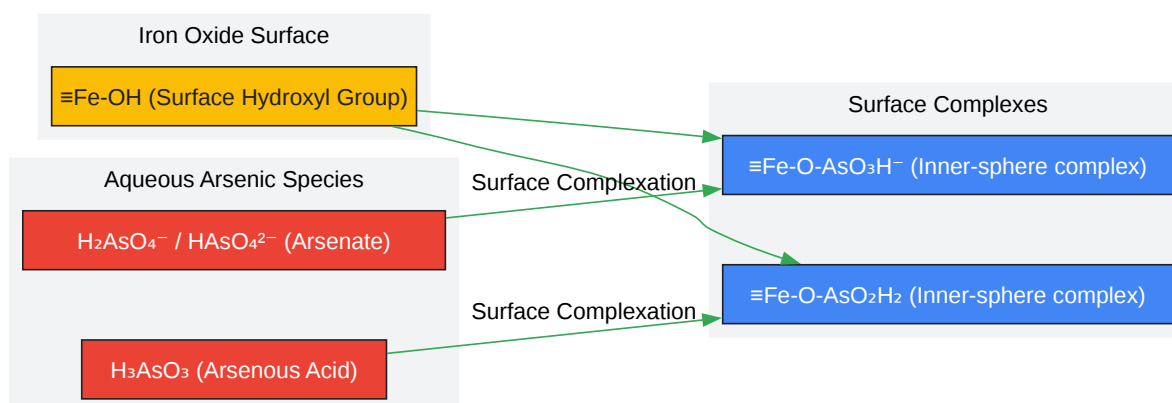 Iron Oxide Surface
≡Fe-OH (Surface Hydroxyl Group)
Aqueous Arsenic Species
H₂AsO₄⁻ / HAsO₄²⁻ (Arsenate)
H₃AsO₃ (Arsenous Acid)
Surface Complexation
Surface Complexation
Surface Complexes
≡Fe-O-AsO₃H⁻ (Inner-sphere complex)
≡Fe-O-AsO₂H₂ (Inner-sphere complex)